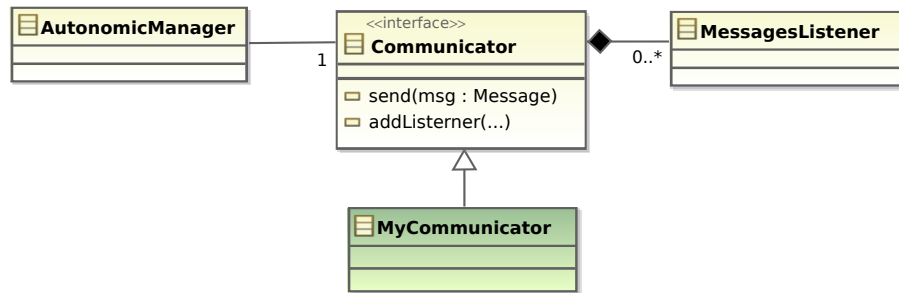 AutonomicManager
<<interface>>
Communicator
MessagesListener
1
0..*
send(msg : Message)
addListerner(...)
MyCommunicator